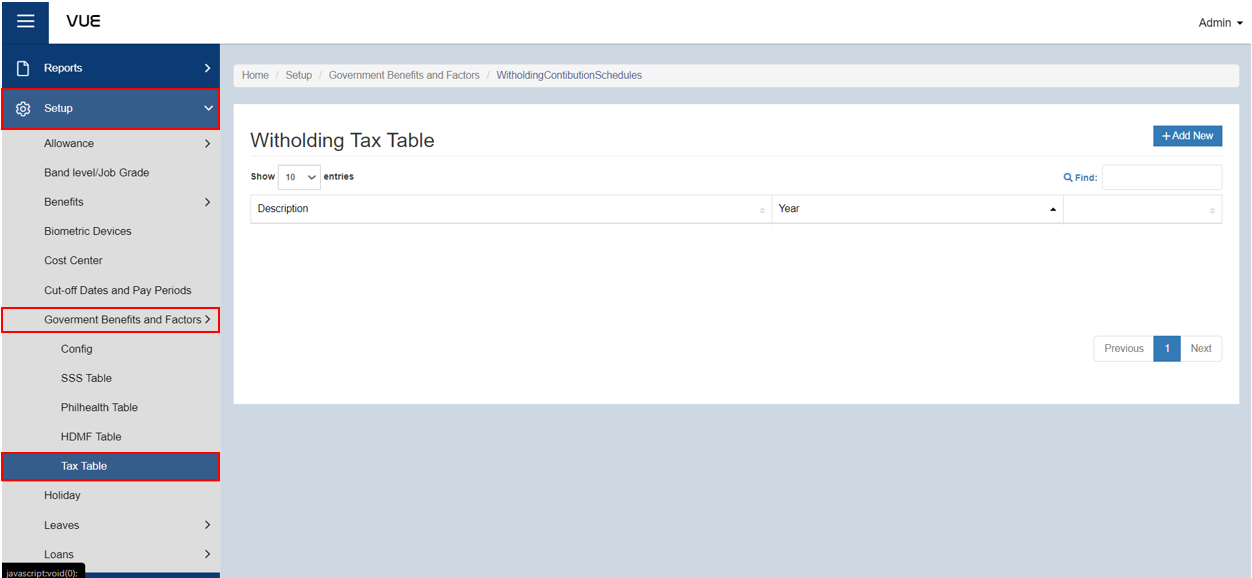 VUE
Admin
Reports
Setup
Allowance
Band level/Job Grade
Benefits
Biometric Devices
Cost Center
Cut-off Dates and Pay Periods
Goverment Benefits and Factors
Config
SSS Table
Philhealth Table
HDMF Table
Tax Table
Holiday
Leaves
Loans
javascript:void(0);
Home / Setup / Government Benefits and Factors / WitholdingContibutionSchedules
Witholding Tax Table
+ Add New
Show 10 entries
Find:
Description Year
Previous 1 Next